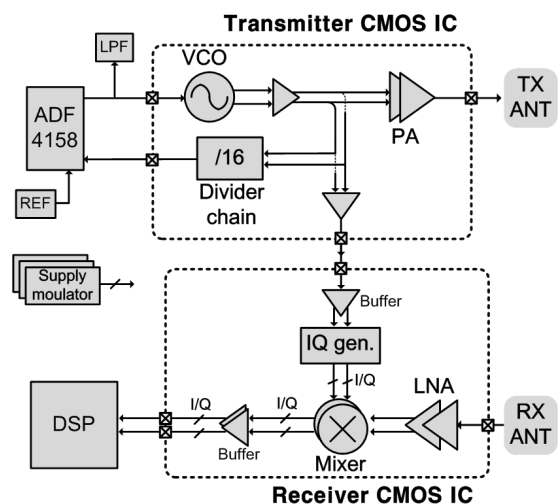 Transmitter CMOS IC
LPF
VCO
ADF
4158
TX
ANT
PA
/16
Divider
chain
REF
Supply
moulator
Buffer
IQ gen.
I/Q
LNA
I/Q
I/Q
DSP
RX
ANT
Buffer
Mixer
Receiver CMOS IC